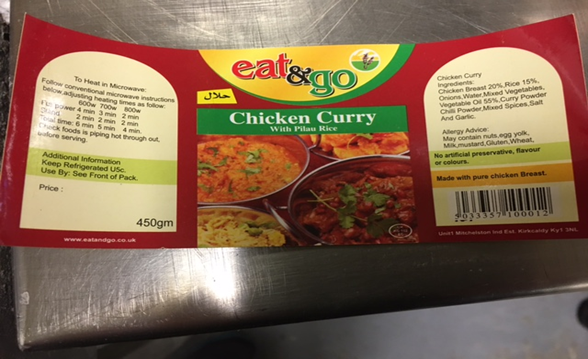 To Heat in Microwave:
Follow conventional microwave instructions
below,adjusting heating times as follow:
600w 700w 800w
Full power 4 min 3 min 2 min
Stand 2 min 2 min 2 min
Total time: 6 min 5 min 4 min.
Check foods is piping hot through out,
before serving.
Additional Information
Keep Refrigerated U5c.
Use By: See Front of Pack.
Price :
450gm
www.eatandgo.co.uk
eat&go
حلال
Chicken Curry
With Pilau Rice
Chicken Curry
Ingredients:
Chicken Breast 20%,Rice 15%,
Onions,Water,Mixed Vegetables,
Vegetable Oil 55%,Curry Powder
Chilli Powder,Mixed Spices,Salt
And Garlic.
Allergy Advice:
May contain nuts,egg yolk,
Milk,mustard,Gluten,Wheat,
No artificial preservative, flavour
or colours.
Made with pure chicken Breast.
5033357100012
Unit1 Mitchelston Ind Est. Kirkcaldy Ky1 3NL